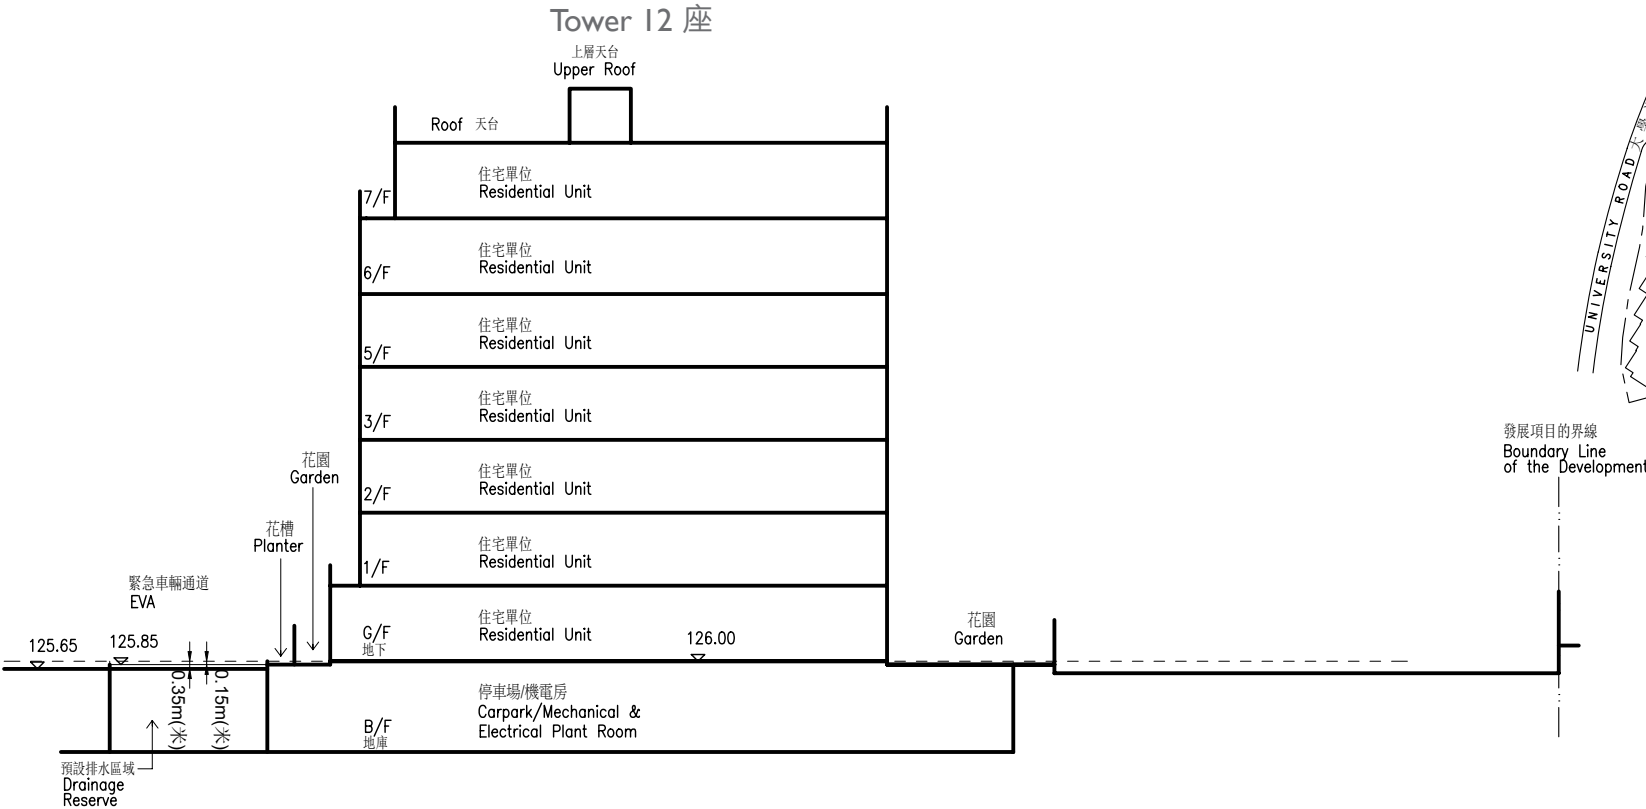 Tower 12 座
上層天台
Upper Roof
Roof 天台
住宅單位
Residential Unit
7/F
住宅單位
Residential Unit
6/F
住宅單位
Residential Unit
5/F
住宅單位
Residential Unit
3/F
住宅單位
Residential Unit
2/F
住宅單位
Residential Unit
1/F
住宅單位
Residential Unit
G/F
地下
126.00
停車場/機電房
Carpark/Mechanical &
Electrical Plant Room
B/F
地庫
花園
Garden
花槽
Planter
緊急車輛通道
EVA
125.65
125.85
0.35m(米)
0.15m(米)
預設排水區域
Drainage
Reserve
花園
Garden
發展項目的界線
Boundary Line
of the Development
UNIVERSITY ROAD 大學